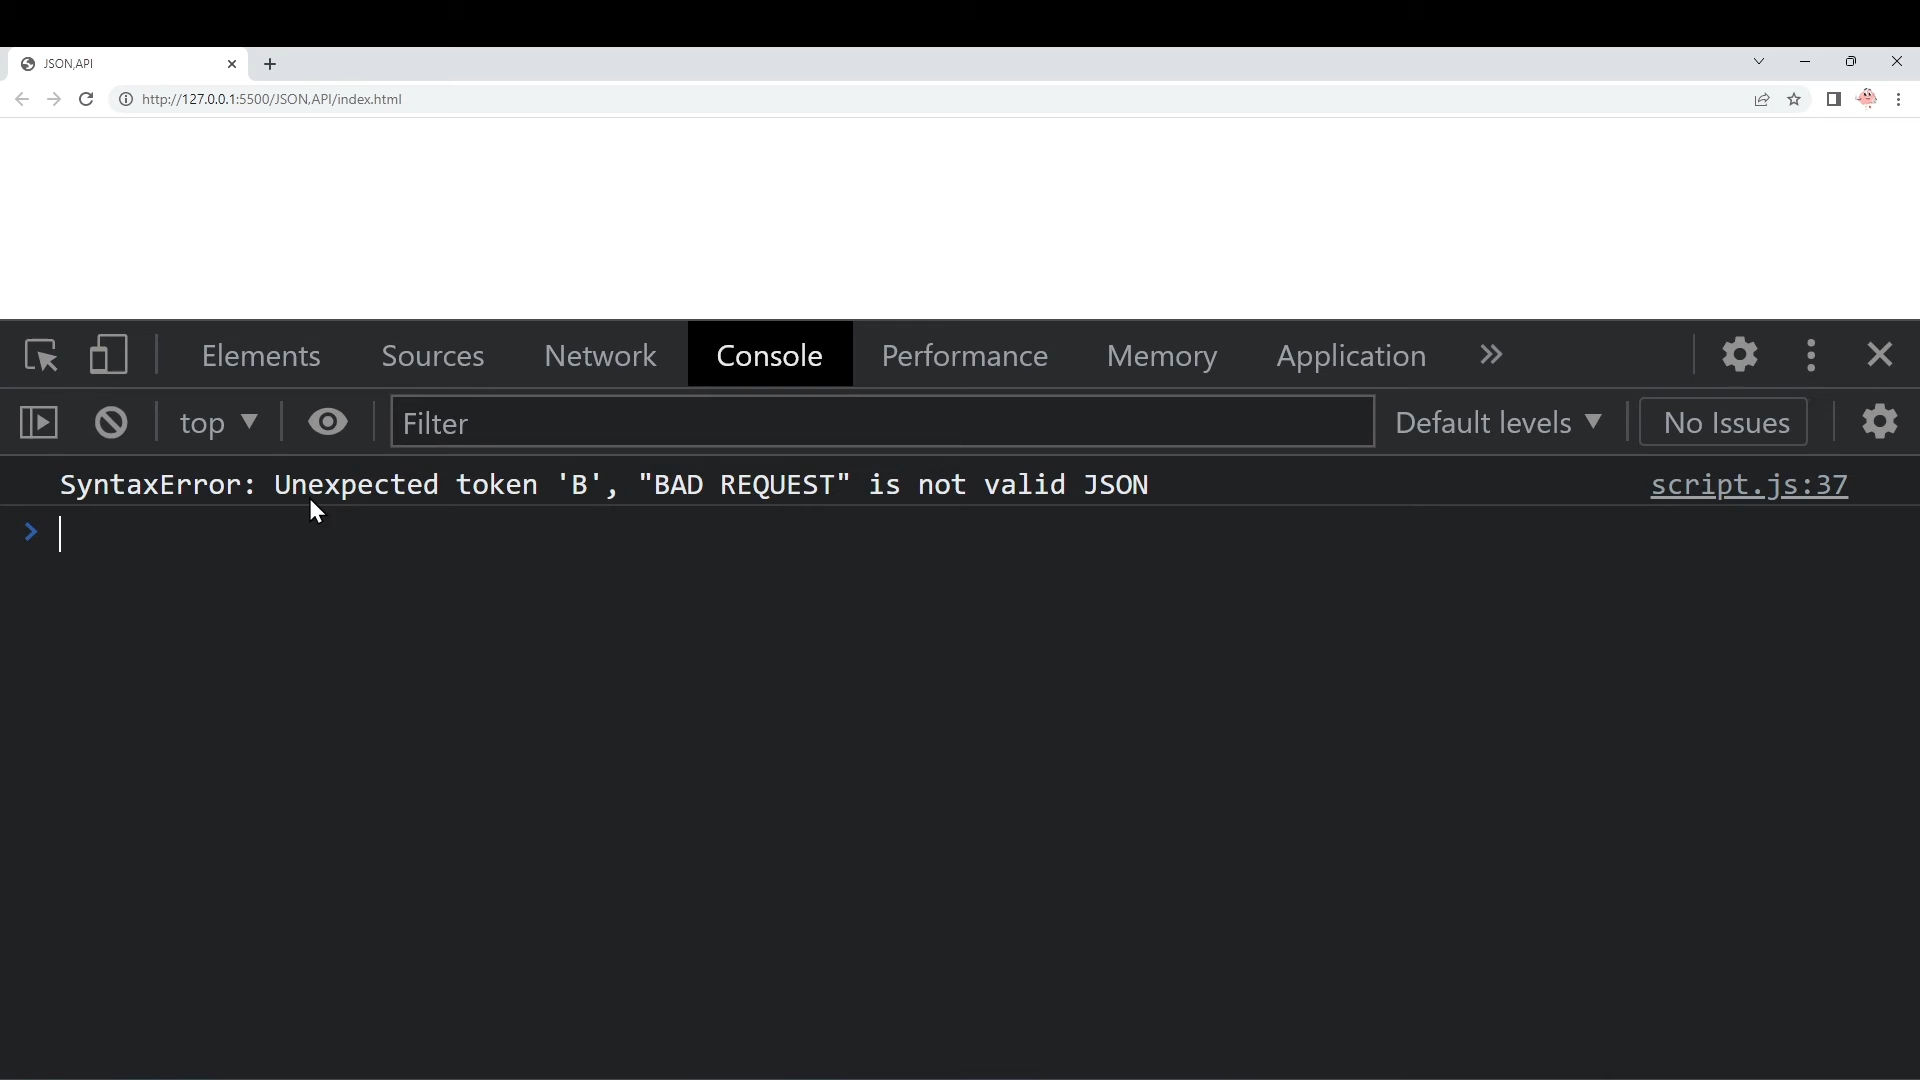 JSON,API
http://127.0.0.1:5500/JSON,API/index.html
Elements Sources Network Console Performance Memory Application
top Filter Default levels No Issues
SyntaxError: Unexpected token 'B', "BAD REQUEST" is not valid JSON script.js:37